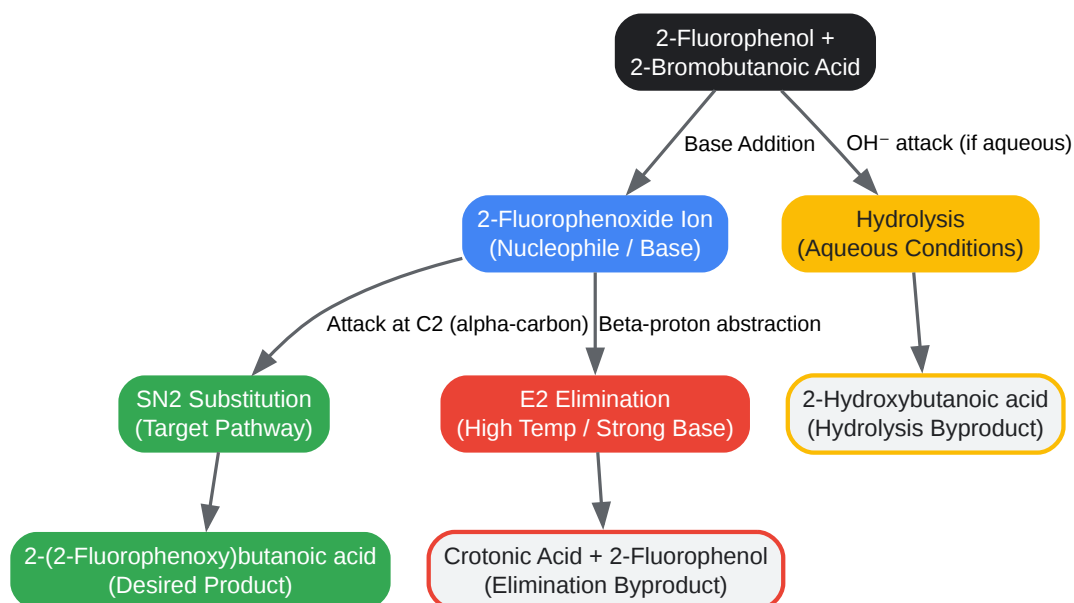 2-Fluorophenol +
2-Bromobutanoic Acid
Base Addition
OH⁻ attack (if aqueous)
2-Fluorophenoxide Ion
(Nucleophile / Base)
Hydrolysis
(Aqueous Conditions)
Attack at C2 (alpha-carbon)
Beta-proton abstraction
SN2 Substitution
(Target Pathway)
E2 Elimination
(High Temp / Strong Base)
2-Hydroxybutanoic acid
(Hydrolysis Byproduct)
2-(2-Fluorophenoxy)butanoic acid
(Desired Product)
Crotonic Acid + 2-Fluorophenol
(Elimination Byproduct)